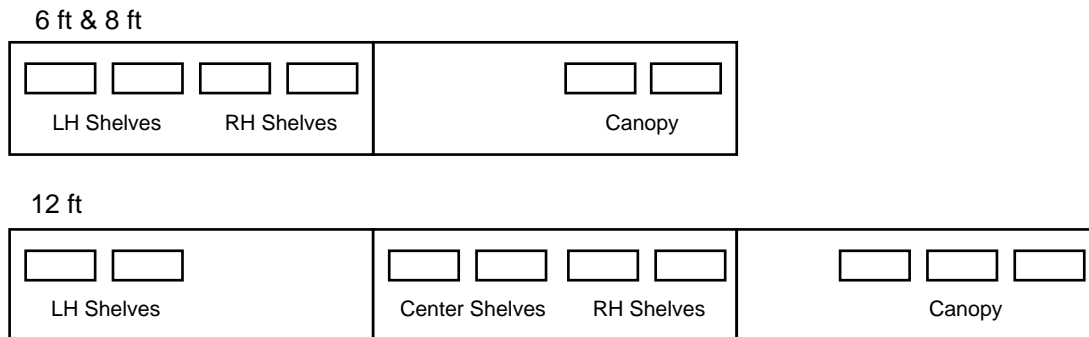 6 ft & 8 ft
LH Shelves RH Shelves Canopy
12 ft
LH Shelves Center Shelves RH Shelves Canopy